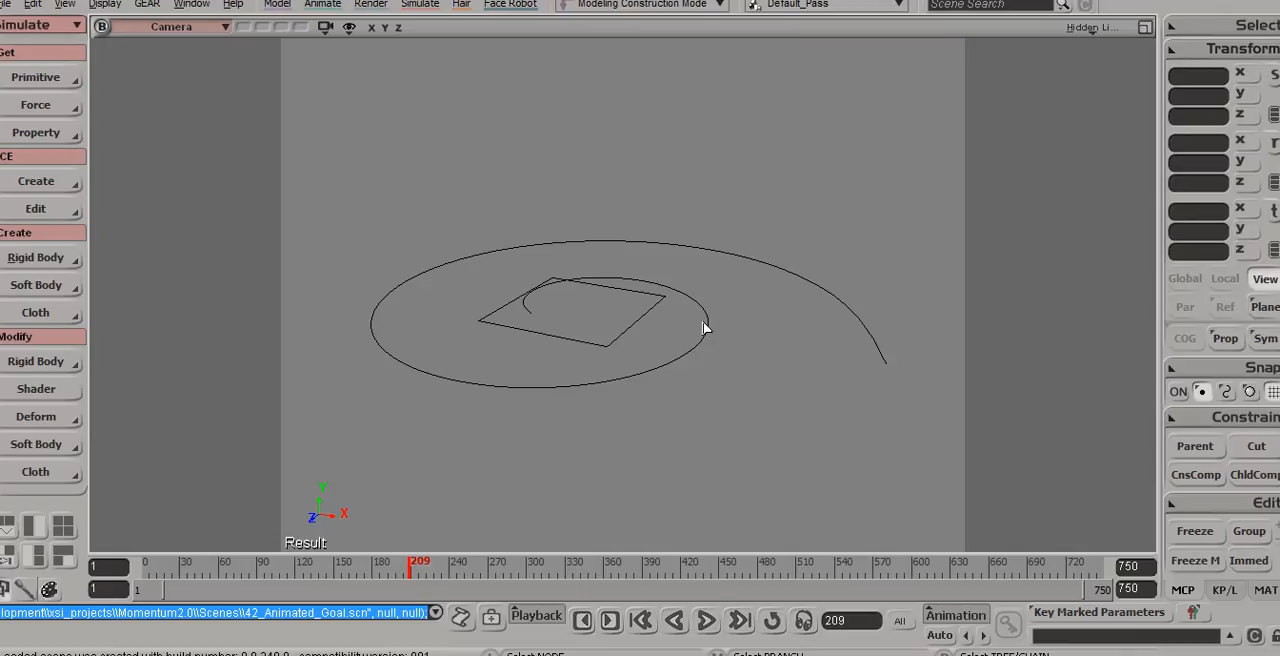 File Edit View Display GEAR Window Help Model Animate Render Simulate Hair Face Robot Modeling Construction Mode Default_Pass Scene Search
Simulate
B Camera X Y Z Hidden Li...
Get
Primitive
Force
Property
ICE
Create
Edit
Create
Rigid Body
Soft Body
Cloth
Modify
Rigid Body
Shader
Deform
Soft Body
Cloth
Y
Z X
Result
Select
Transform
x s
y
z
x r
y
z
x t
y
z
Global Local View
Par Ref Plane
COG Prop Sym
Snap
ON
Constrain
Parent Cut
CnsComp ChldComp
Edit
Freeze Group
Freeze M Immed
MCP KP/L MAT
1 0 30 60 90 120 150 180 209 240 270 300 330 360 390 420 450 480 510 540 570 600 630 660 690 720 750
1 1 750 750
lopment\\xsi_projects\\Momentum2.0\\Scenes\\42_Animated_Goal.scn", null, null); Playback 209 All Animation Key Marked Parameters
Auto
Select NODE Select BRANCH Select TREE/CHAIN